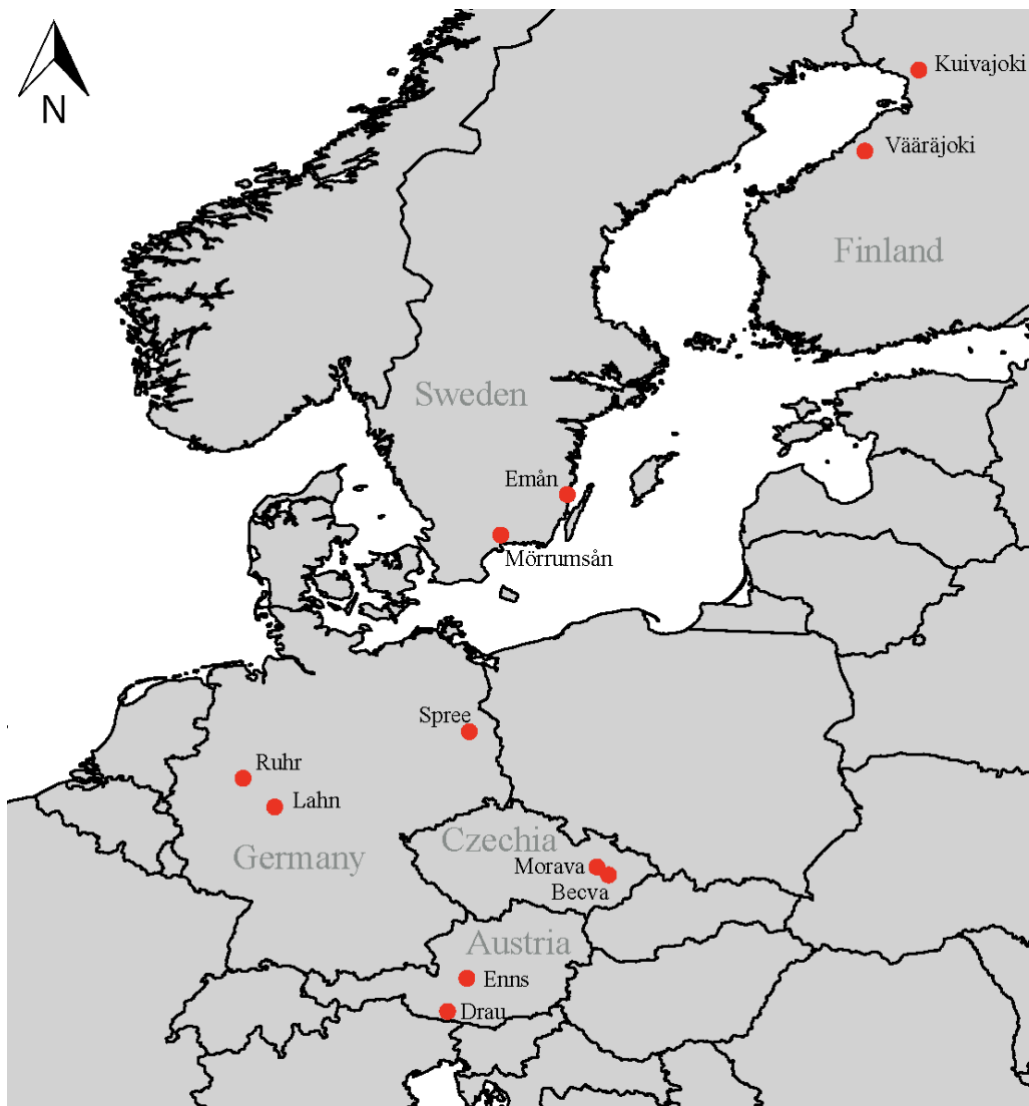 Kuivajoki
N
Vääräjoki
Finland
Sweden
Emån
Mörrumsån
Spree
Ruhr
Lahn
Czechia
Germany
Morava
Becva
Austria
Enns
Drau